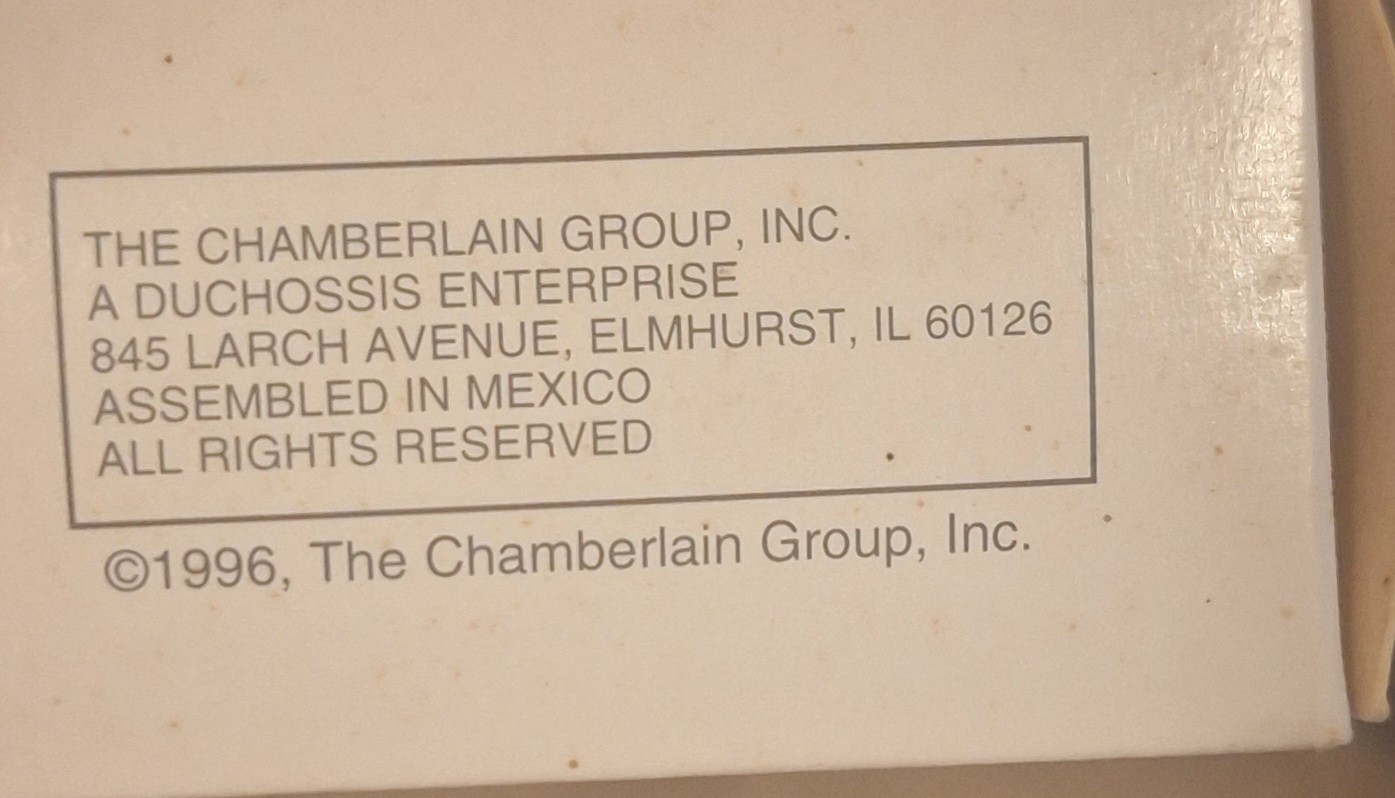 THE CHAMBERLAIN GROUP, INC.
A DUCHOSSIS ENTERPRISE
845 LARCH AVENUE, ELMHURST, IL 60126
ASSEMBLED IN MEXICO
ALL RIGHTS RESERVED
©1996, The Chamberlain Group, Inc.